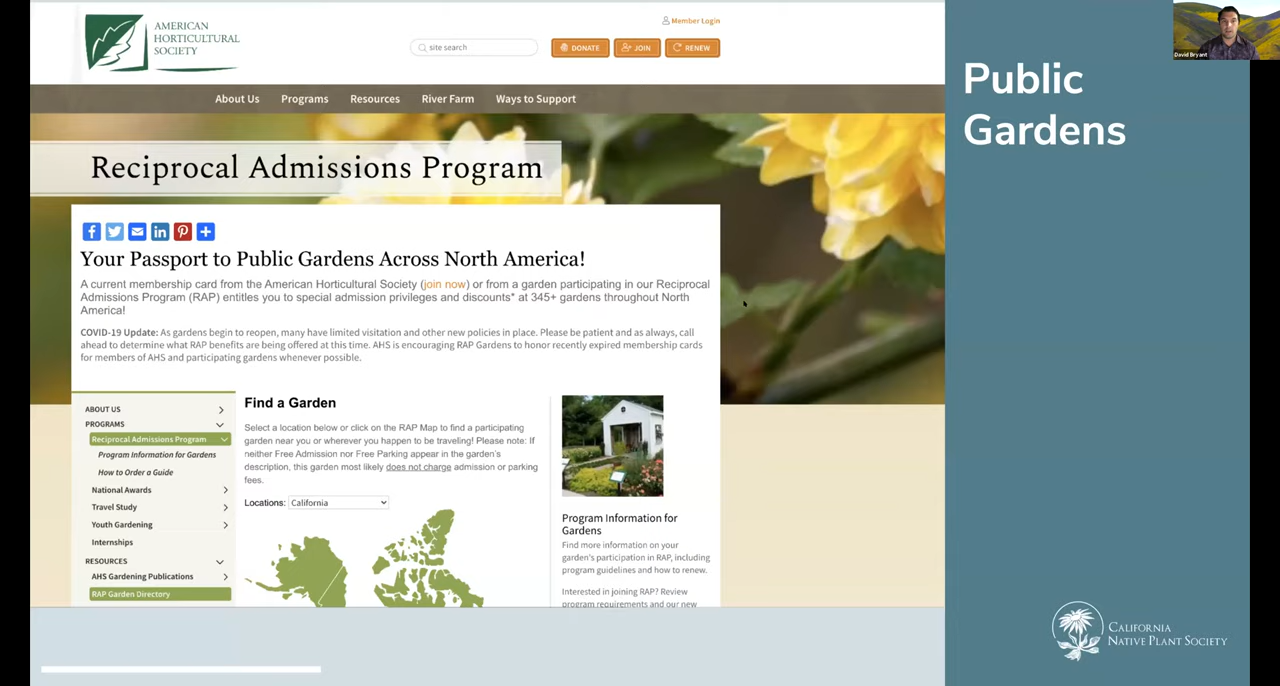 AMERICAN
HORTICULTURAL
SOCIETY
Member Login
site search
DONATE
JOIN
RENEW
About Us
Programs
Resources
River Farm
Ways to Support
Reciprocal Admissions Program
Your Passport to Public Gardens Across North America!
A current membership card from the American Horticultural Society (join now) or from a garden participating in our Reciprocal
Admissions Program (RAP) entitles you to special admission privileges and discounts* at 345+ gardens throughout North
America!
COVID-19 Update: As gardens begin to reopen, many have limited visitation and other new policies in place. Please be patient and as always, call
ahead to determine what RAP benefits are being offered at this time. AHS is encouraging RAP Gardens to honor recently expired membership cards
for members of AHS and participating gardens whenever possible.
ABOUT US
PROGRAMS
Reciprocal Admissions Program
Program Information for Gardens
How to Order a Guide
National Awards
Travel Study
Youth Gardening
Internships
RESOURCES
AHS Gardening Publications
RAP Garden Directory
Find a Garden
Select a location below or click on the RAP Map to find a participating
garden near you or wherever you happen to be traveling! Please note: If
neither Free Admission nor Free Parking appear in the garden's
description, this garden most likely does not charge admission or parking
fees.
Locations: California
Program Information for
Gardens
Find more information on your
garden's participation in RAP, including
program guidelines and how to renew.
Interested in joining RAP? Review
program requirements and our new
Public
Gardens
David Bryant
CALIFORNIA
NATIVE PLANT SOCIETY